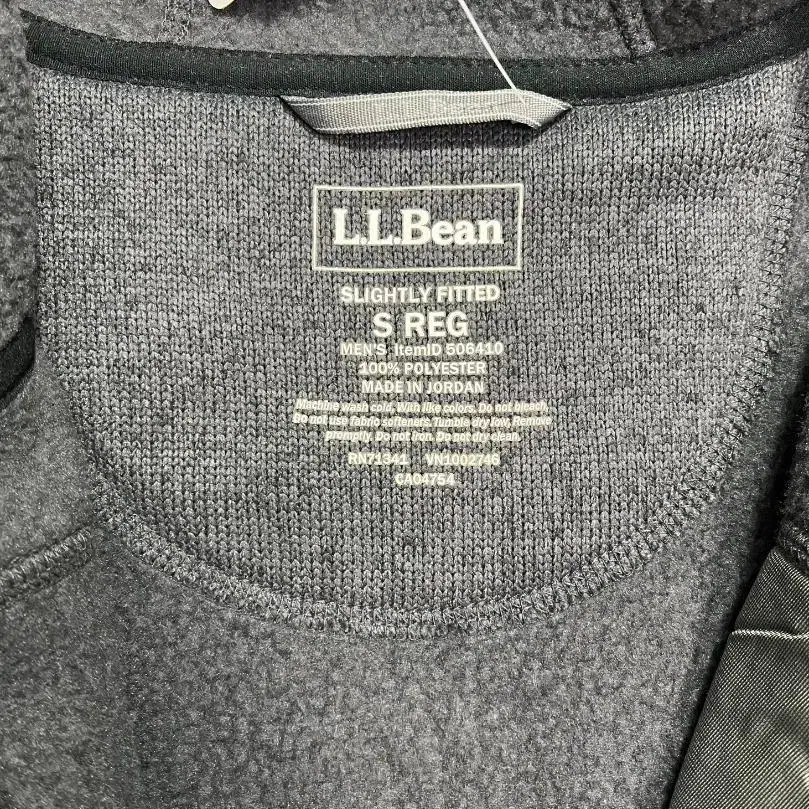 L.L.Bean
SLIGHTLY FITTED
S REG
MEN'S ItemID 506410
100% POLYESTER
MADE IN JORDAN
Machine wash cold. With like colors. Do not bleach.
Do not use fabric softeners. Tumble dry low. Remove
promptly. Do not iron. Do not dry clean.
RN71341 VN1002746
CA04754